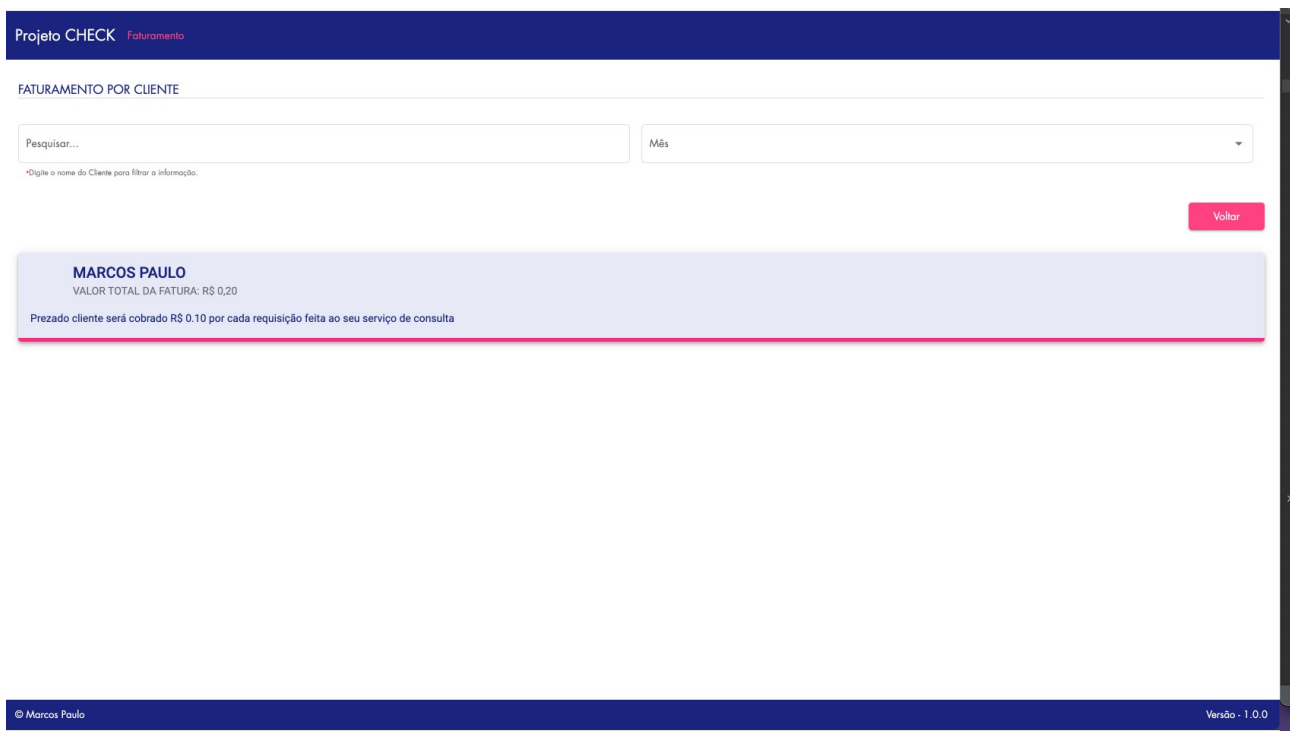 Projeto CHECK Faturamento
FATURAMENTO POR CLIENTE
Pesquisar... Mês
*Digite o nome do Cliente para filtrar a informação.
Voltar
MARCOS PAULO
VALOR TOTAL DA FATURA: R$ 0,20
Prezado cliente será cobrado R$ 0.10 por cada requisição feita ao seu serviço de consulta
© Marcos Paulo Versão - 1.0.0